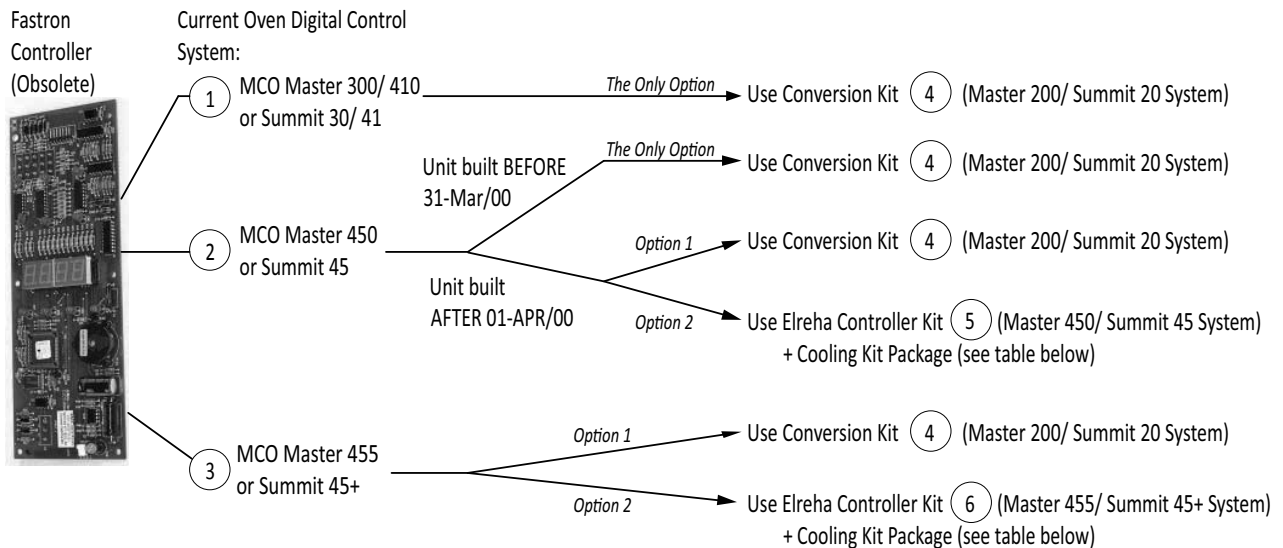 Fastron
Controller
(Obsolete)
Current Oven Digital Control
System:
1
MCO Master 300/ 410
or Summit 30/ 41
The Only Option
Use Conversion Kit 4 (Master 200/ Summit 20 System)
Unit built BEFORE
31-Mar/00
The Only Option
Use Conversion Kit 4 (Master 200/ Summit 20 System)
2
MCO Master 450
or Summit 45
Option 1
Use Conversion Kit 4 (Master 200/ Summit 20 System)
Unit built
AFTER 01-APR/00
Option 2
Use Elreha Controller Kit 5 (Master 450/ Summit 45 System)
+ Cooling Kit Package (see table below)
3
MCO Master 455
or Summit 45+
Option 1
Use Conversion Kit 4 (Master 200/ Summit 20 System)
Option 2
Use Elreha Controller Kit 6 (Master 455/ Summit 45+ System)
+ Cooling Kit Package (see table below)